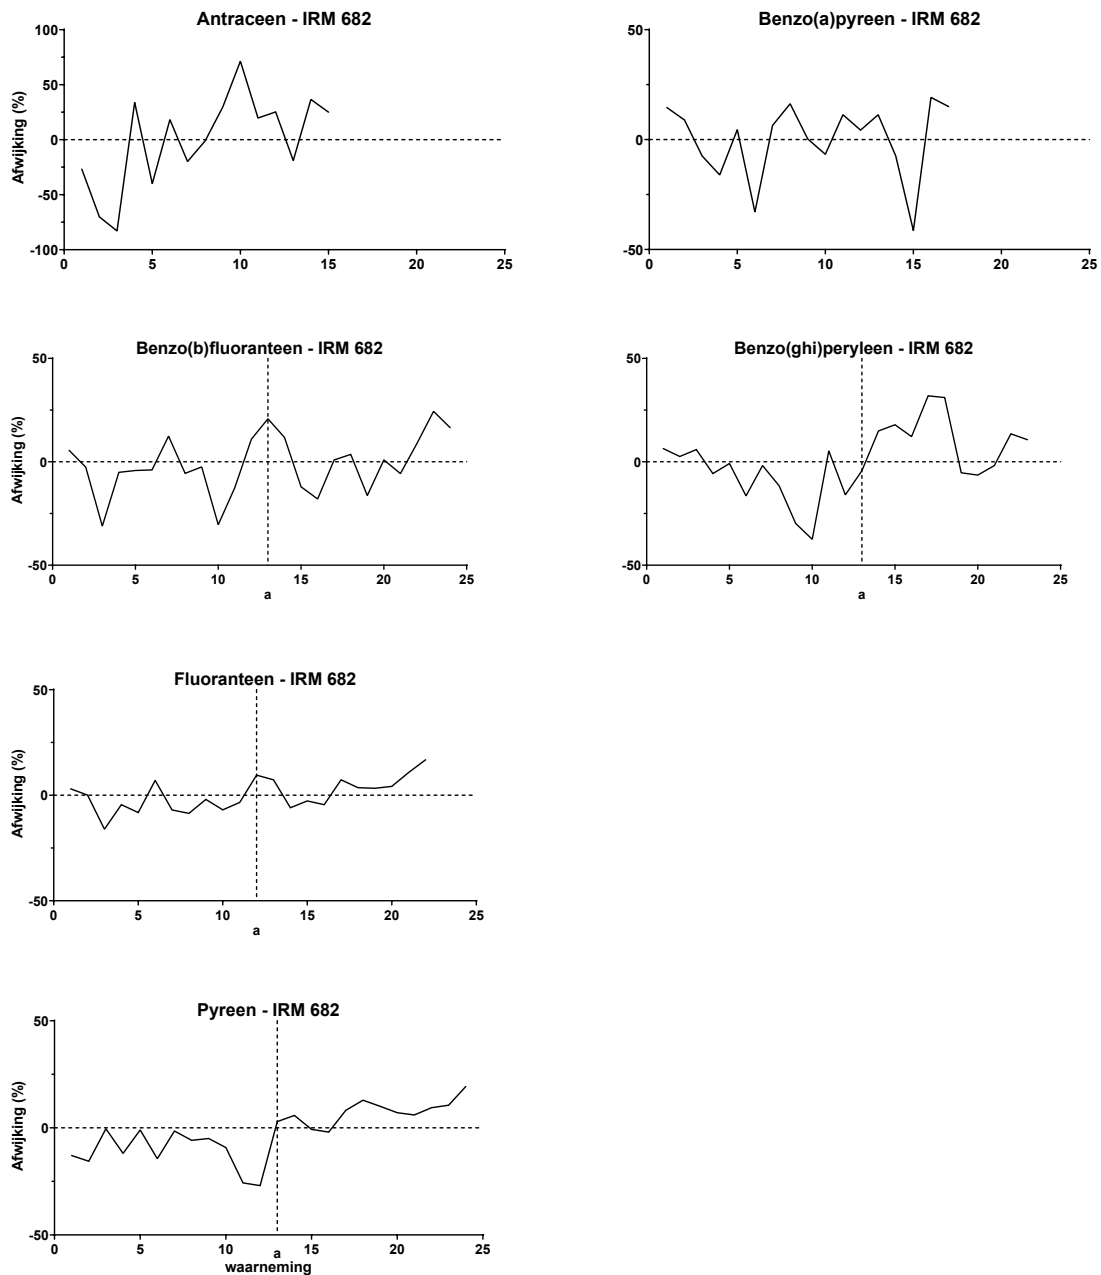 Antraceen - IRM 682
Afwijking (%)
100
50
0
-50
-100
0 5 10 15 20 25
Benzo(a)pyreen - IRM 682
50
0
-50
0 5 10 15 20 25
Benzo(b)fluoranteen - IRM 682
Afwijking (%)
50
0
-50
0 5 10 15 20 25
a
Benzo(ghi)peryleen - IRM 682
50
0
-50
0 5 10 15 20 25
a
Fluoranteen - IRM 682
Afwijking (%)
50
0
-50
0 5 10 15 20 25
a
Pyreen - IRM 682
Afwijking (%)
50
0
-50
0 5 10 15 20 25
a
waarneming